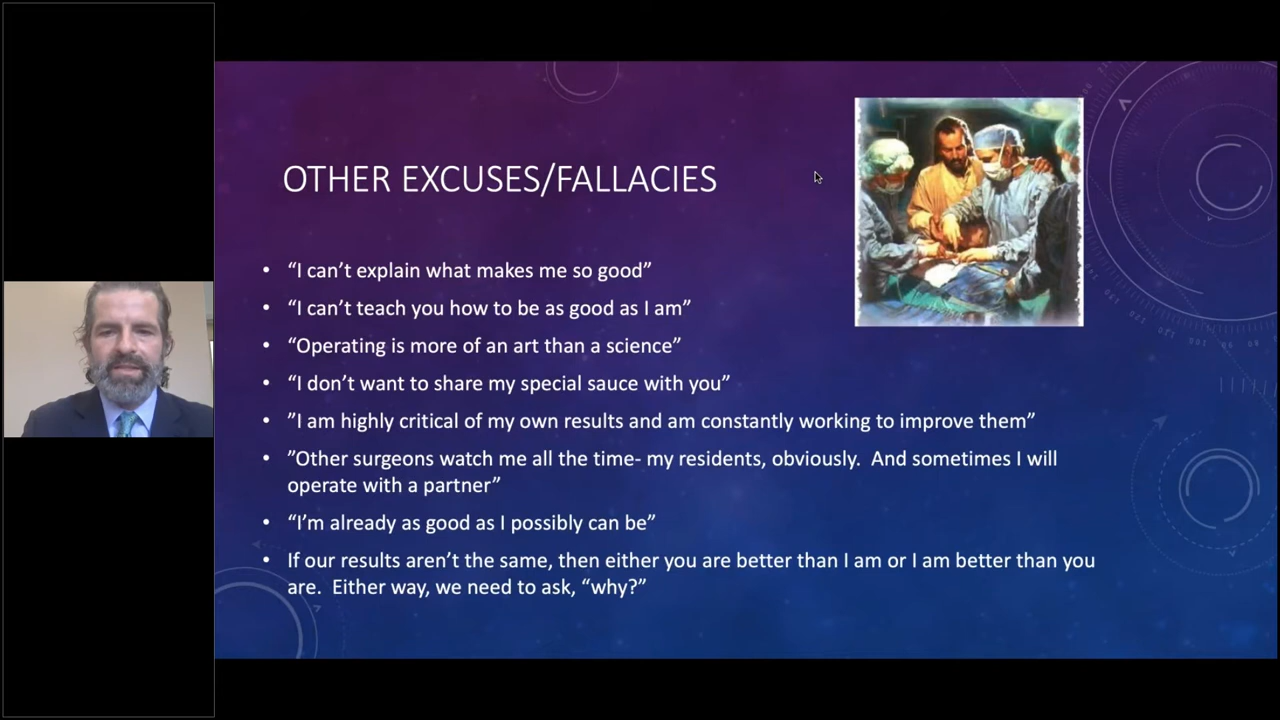 OTHER EXCUSES/FALLACIES
• “I can’t explain what makes me so good”
• “I can’t teach you how to be as good as I am”
• “Operating is more of an art than a science”
• “I don’t want to share my special sauce with you”
• ”I am highly critical of my own results and am constantly working to improve them”
• ”Other surgeons watch me all the time- my residents, obviously.  And sometimes I will
operate with a partner”
• “I’m already as good as I possibly can be”
• If our results aren’t the same, then either you are better than I am or I am better than you
are.  Either way, we need to ask, “why?”